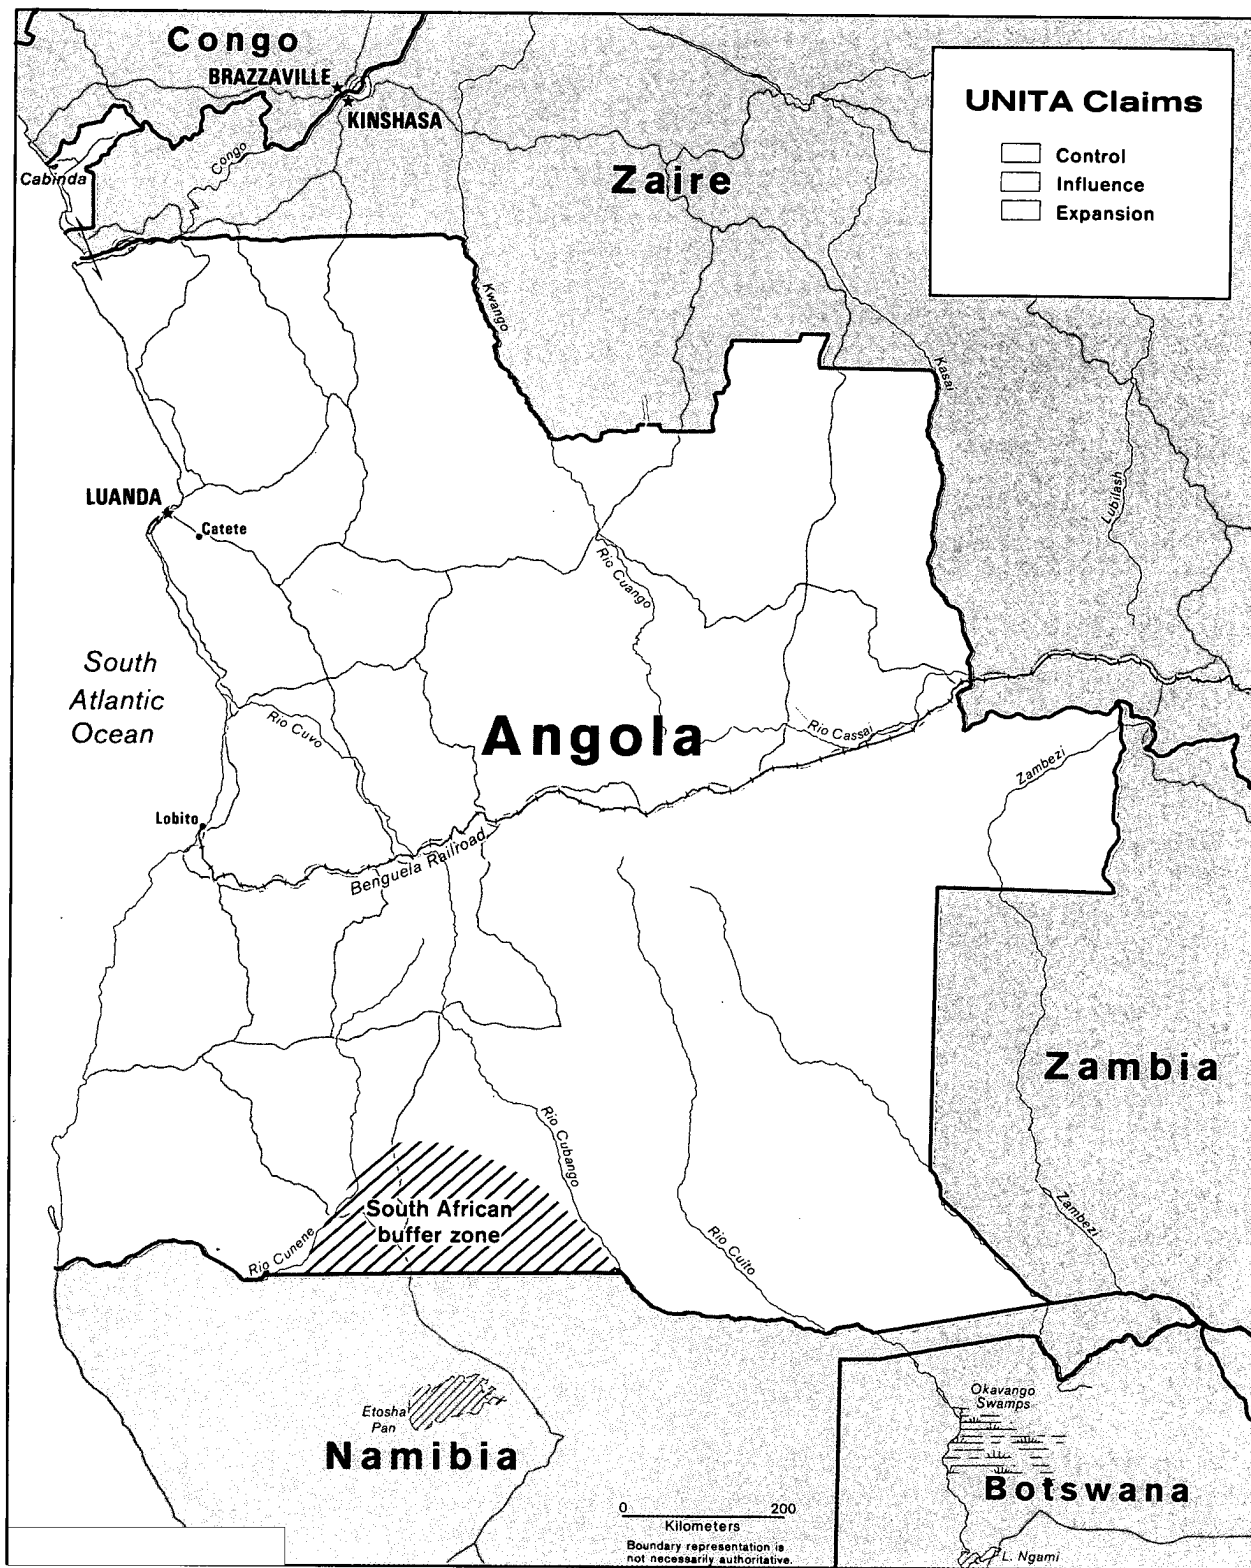 Congo
BRAZZAVILLE
KINSHASA
Congo
Cabinda
Zaire
UNITA Claims
Control
Influence
Expansion
Kwango
Kasai
Lubilash
LUANDA
Catete
Rio Cuango
South
Atlantic
Ocean
Rio Cuvo
Angola
Rio Cassai
Zambezi
Lobito
Benguela Railroad
Zambia
Rio Cubango
South African
buffer zone
Rio Cunene
Rio Cuito
Zambezi
Etosha
Pan
Namibia
Okavango
Swamps
Botswana
0 200
Kilometers
Boundary representation is
not necessarily authoritative.
L. Ngami